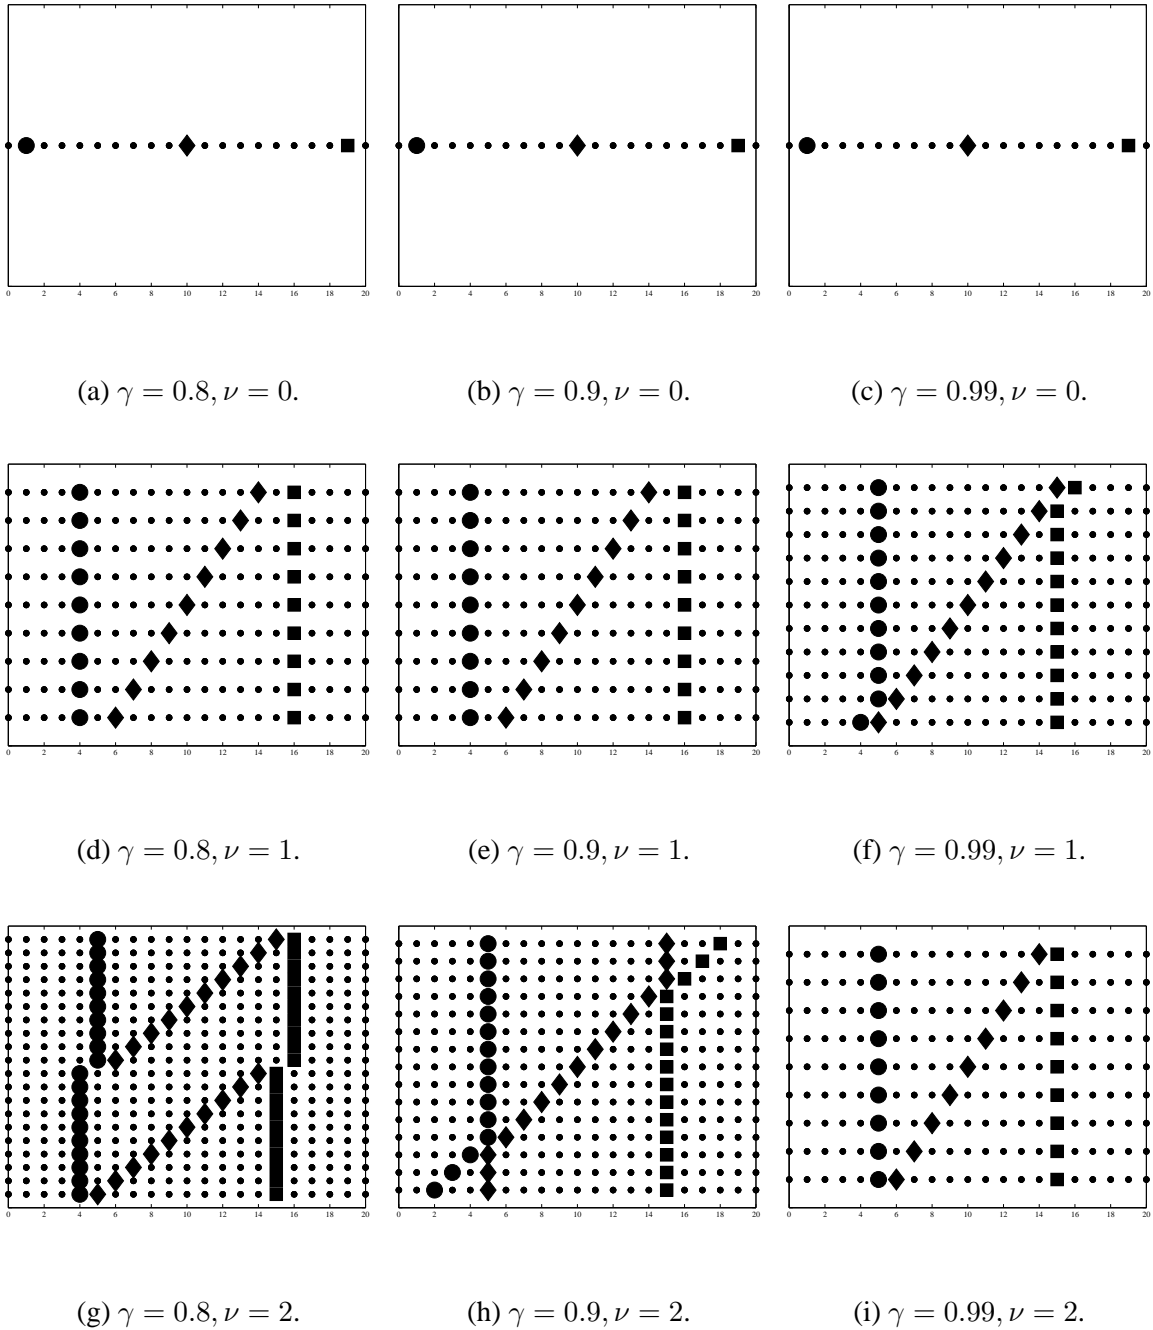 0 2 4 6 8 10 12 14 16 18 20 0 2 4 6 8 10 12 14 16 18 20 0 2 4 6 8 10 12 14 16 18 20
(a) γ = 0.8, ν = 0. (b) γ = 0.9, ν = 0. (c) γ = 0.99, ν = 0.
0 2 4 6 8 10 12 14 16 18 20 0 2 4 6 8 10 12 14 16 18 20 0 2 4 6 8 10 12 14 16 18 20
(d) γ = 0.8, ν = 1. (e) γ = 0.9, ν = 1. (f) γ = 0.99, ν = 1.
0 2 4 6 8 10 12 14 16 18 20 0 2 4 6 8 10 12 14 16 18 20 0 2 4 6 8 10 12 14 16 18 20
(g) γ = 0.8, ν = 2. (h) γ = 0.9, ν = 2. (i) γ = 0.99, ν = 2.